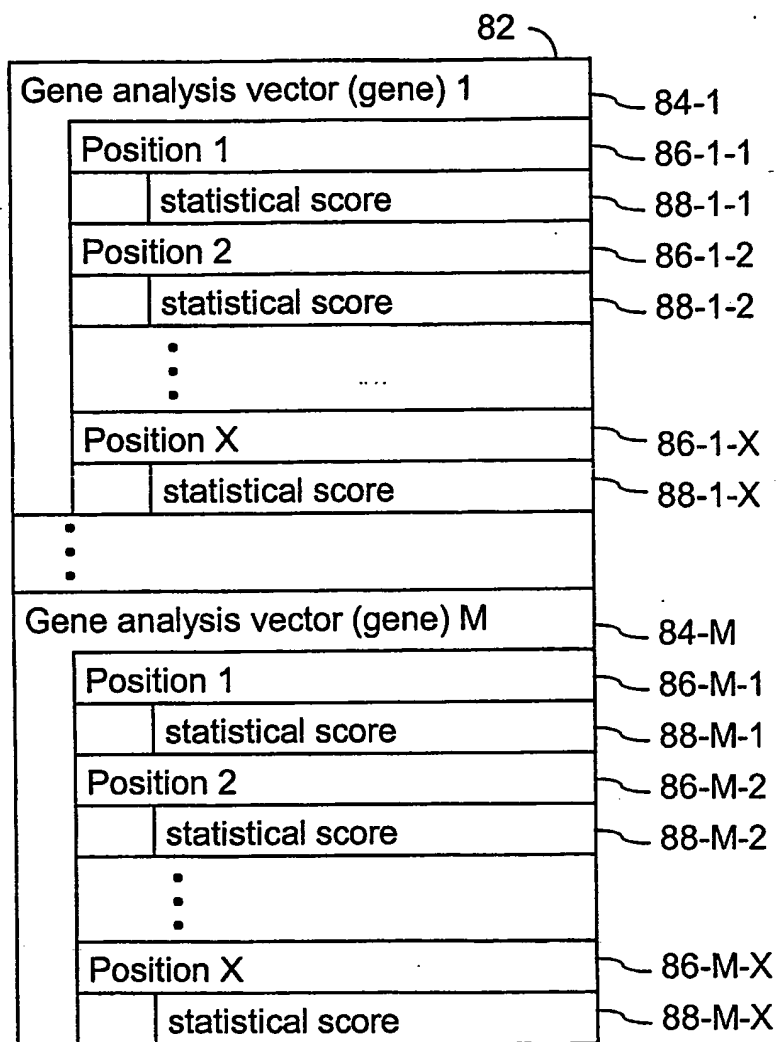 82
Gene analysis vector (gene) 1 84-1
Position 1 86-1-1
statistical score 88-1-1
Position 2 86-1-2
statistical score 88-1-2
Position X 86-1-X
statistical score 88-1-X
Gene analysis vector (gene) M 84-M
Position 1 86-M-1
statistical score 88-M-1
Position 2 86-M-2
statistical score 88-M-2
Position X 86-M-X
statistical score 88-M-X